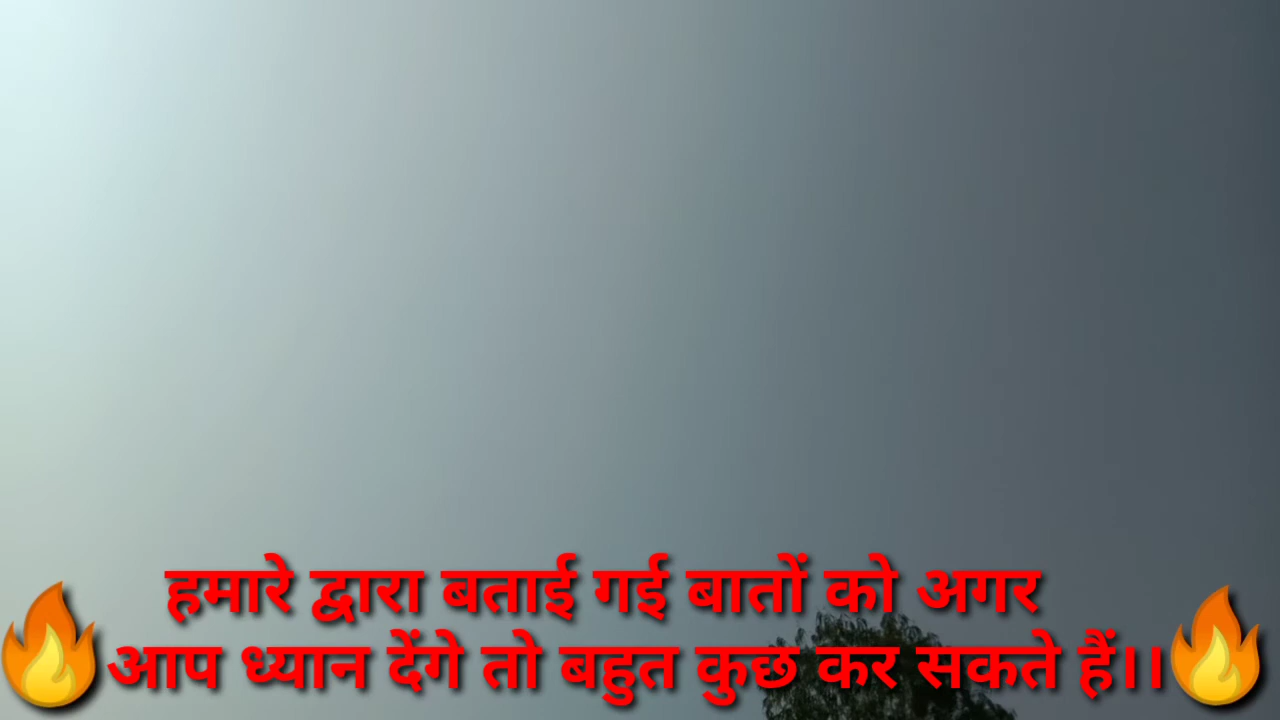 हमारे द्वारा बताई गई बातों को अगर
आप ध्यान देंगे तो बहुत कुछ कर सकते हैं।।